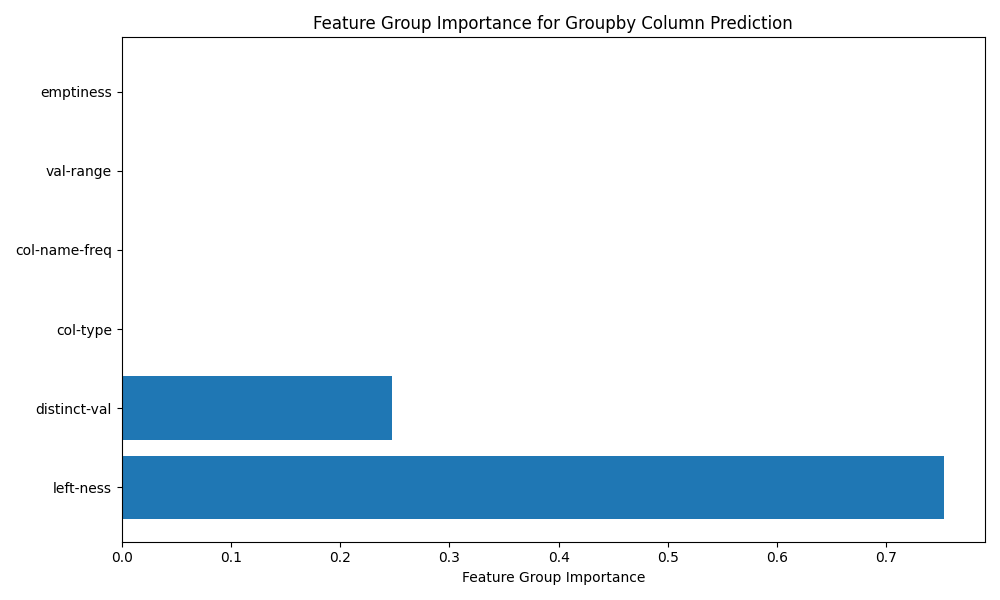 Feature Group Importance for Groupby Column Prediction
emptiness
val-range
col-name-freq
col-type
distinct-val
left-ness
0.0 0.1 0.2 0.3 0.4 0.5 0.6 0.7
Feature Group Importance